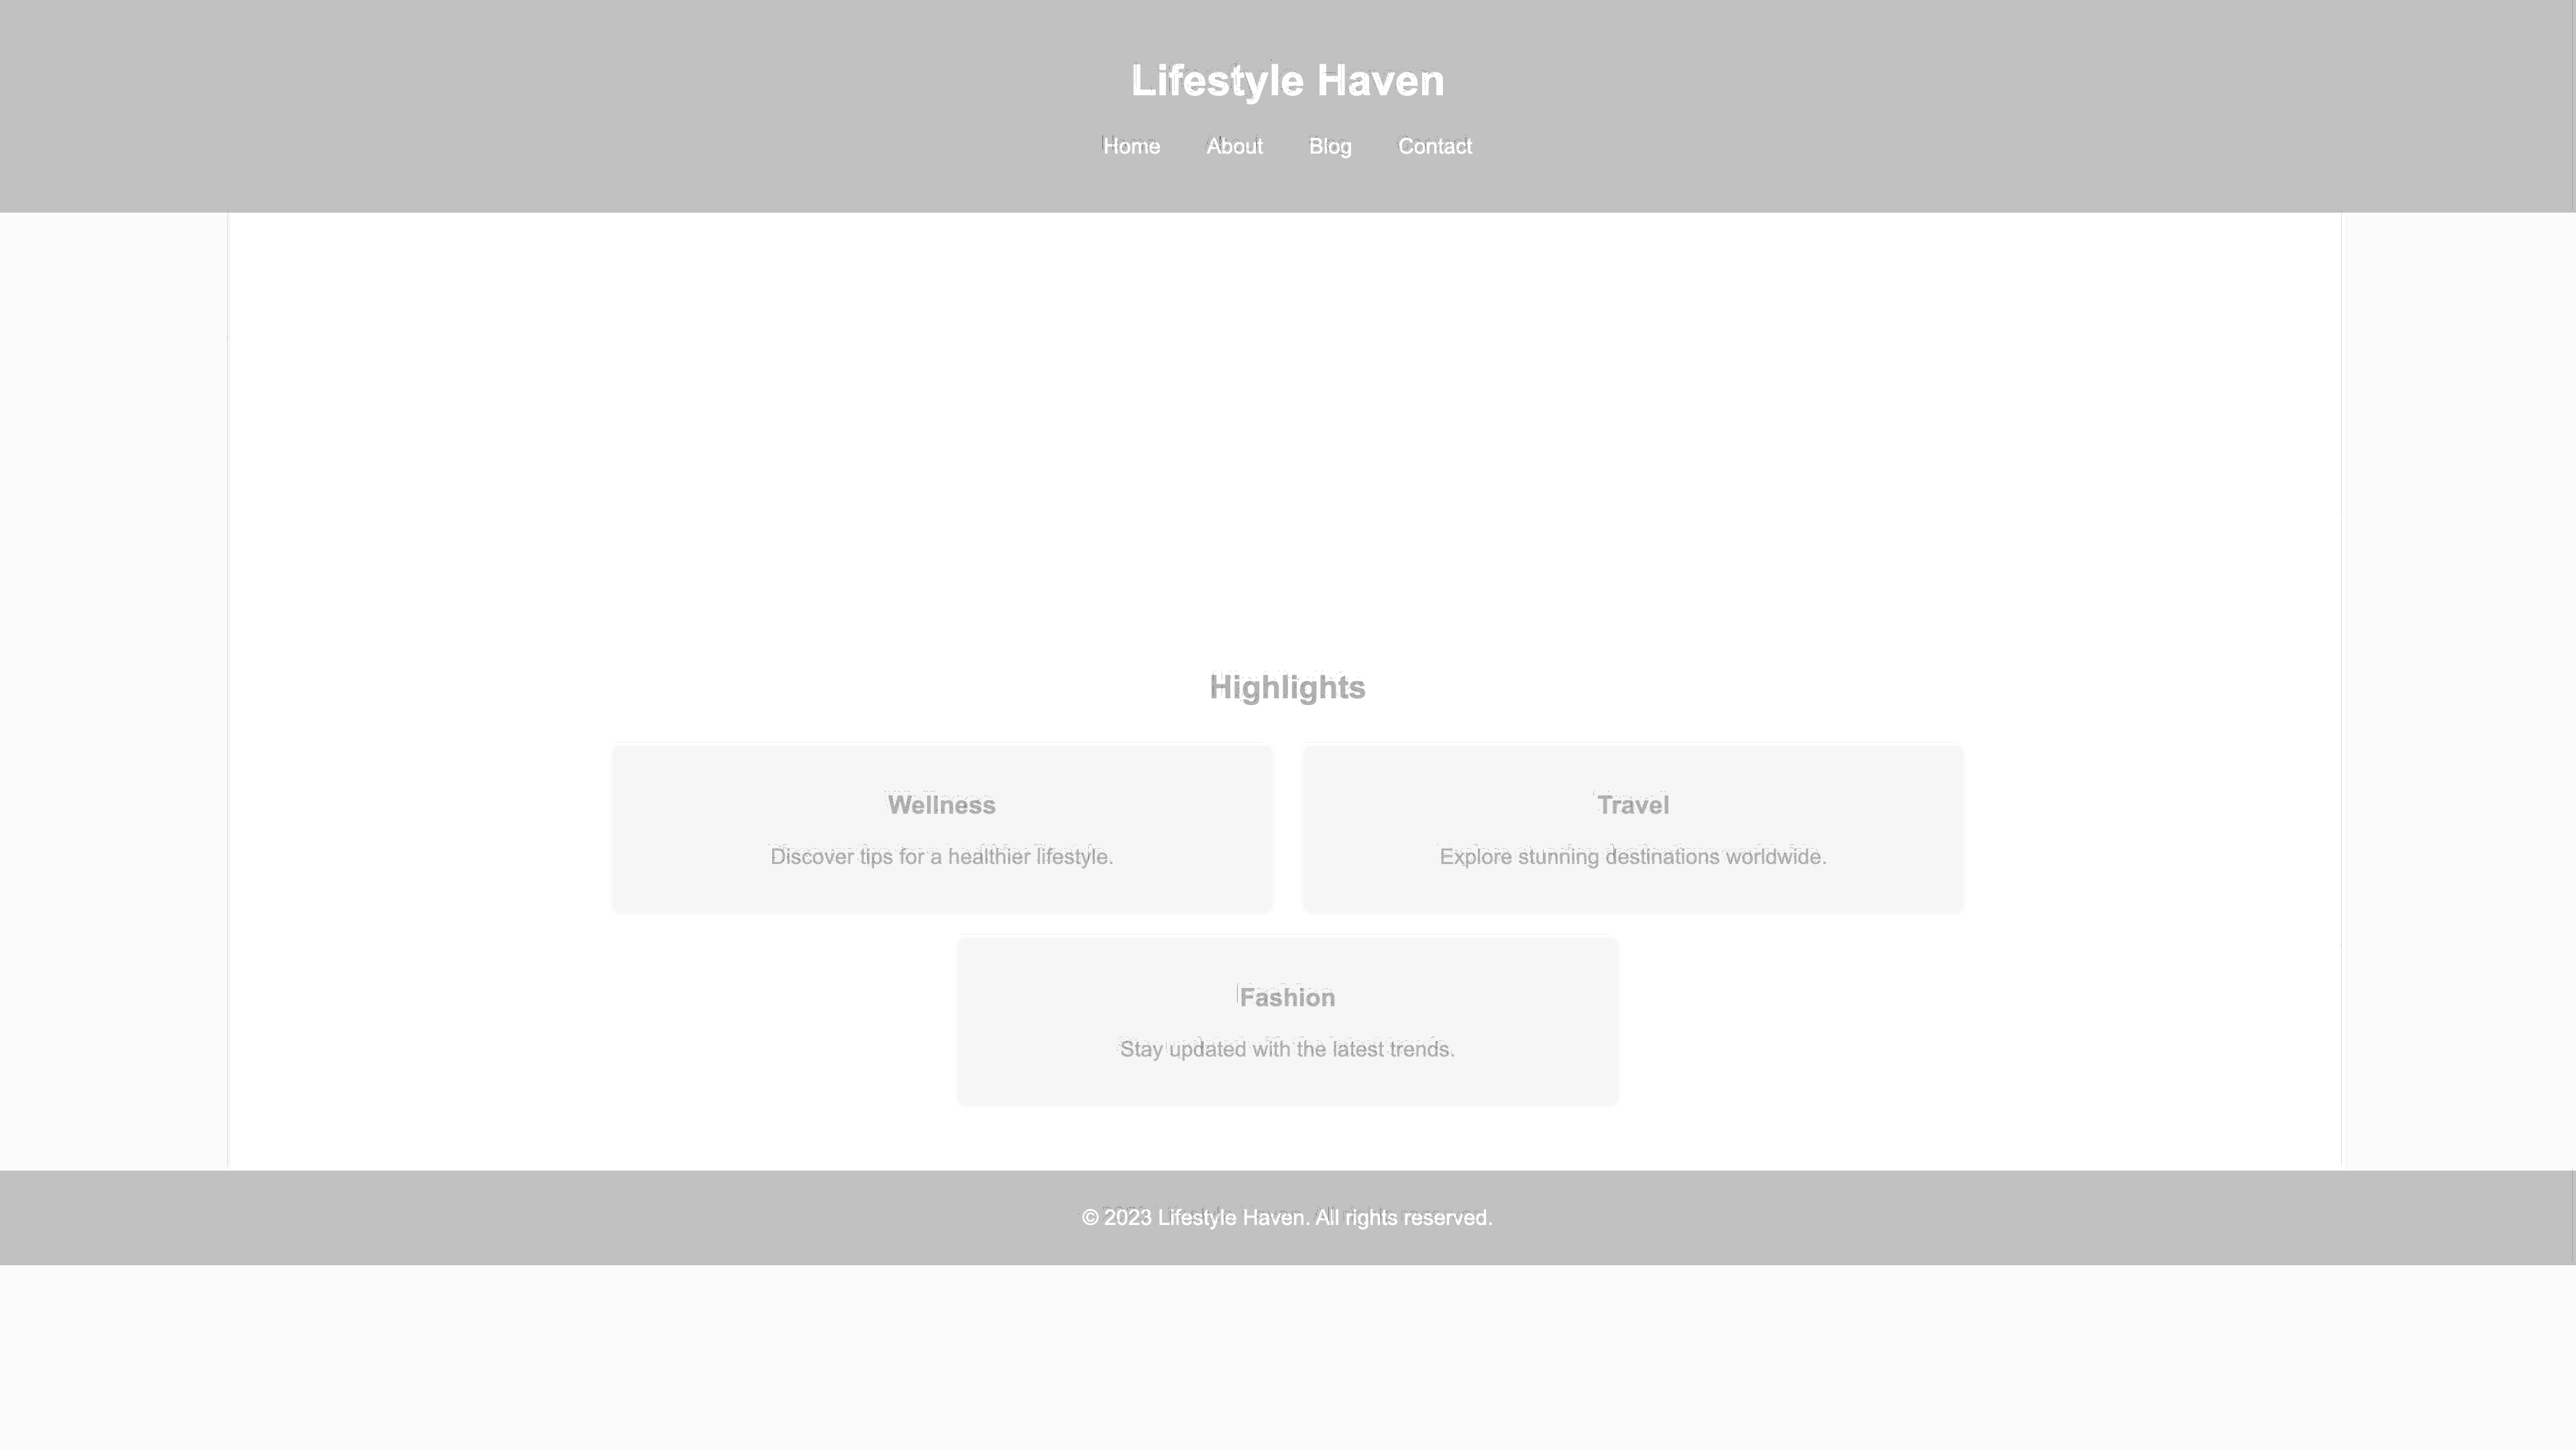 Lifestyle Haven
Home About Blog Contact
Highlights
Wellness
Discover tips for a healthier lifestyle.
Travel
Explore stunning destinations worldwide.
Fashion
Stay updated with the latest trends.
© 2023 Lifestyle Haven. All rights reserved.